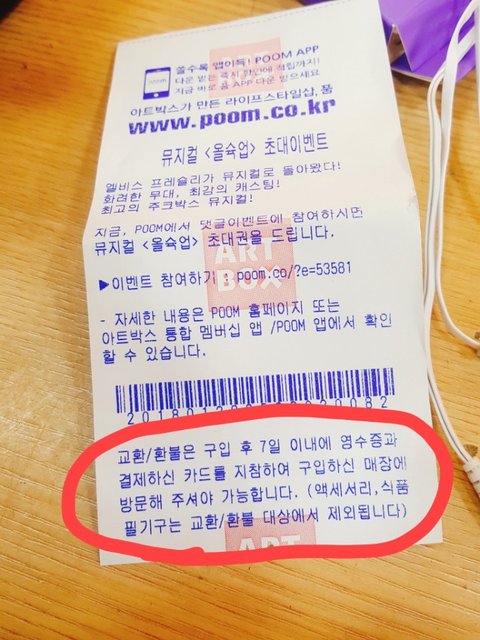 쓸수록 앱이득! POOM APP
다운 받는 즉시 할인에 적립까지!
지금 바로 폼 APP 다운 받으세요
아트박스가 만든 라이프스타일샵, 품
www.poom.co.kr
뮤지컬 <올슉업> 초대이벤트
엘비스 프레슬리가 뮤지컬로 돌아왔다!
화려한 무대, 최강의 캐스팅!
최고의 주크박스 뮤지컬!
지금, POOM에서 댓글이벤트에 참여하시면
뮤지컬 <올슉업> 초대권을 드립니다.
▶이벤트 참여하기 : poom.co/?e=53581
- 자세한 내용은 POOM 홈페이지 또는
아트박스 통합 멤버십 앱 /POOM 앱에서 확인
할 수 있습니다.
교환/환불은 구입 후 7일 이내에 영수증과
결제하신 카드를 지참하여 구입하신 매장에
방문해 주셔야 가능합니다. (액세서리,식품
필기구는 교환/환불 대상에서 제외됩니다)
ART
BOX
ART